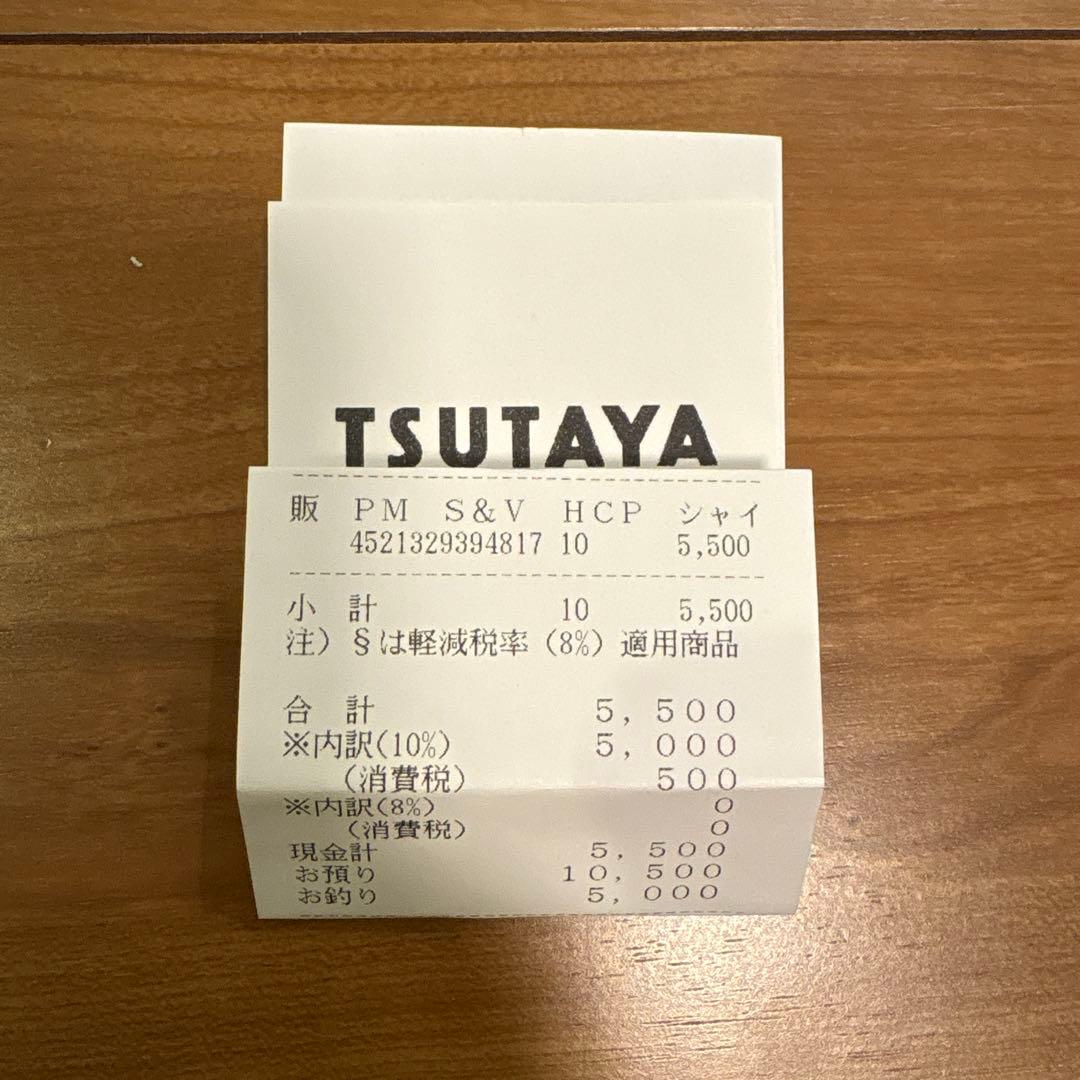 TSUTAYA
販 ＰＭ Ｓ＆Ｖ ＨＣＰ シャイ
4521329394817 10 5,500
小 計 10 5,500
注）§は軽減税率（8%）適用商品
合 計 ５，５００
※内訳(10%) ５，０００
（消費税） ５００
※内訳(8%) ０
（消費税） ０
現金計 ５，５００
お預り １０，５００
お釣り ５，０００